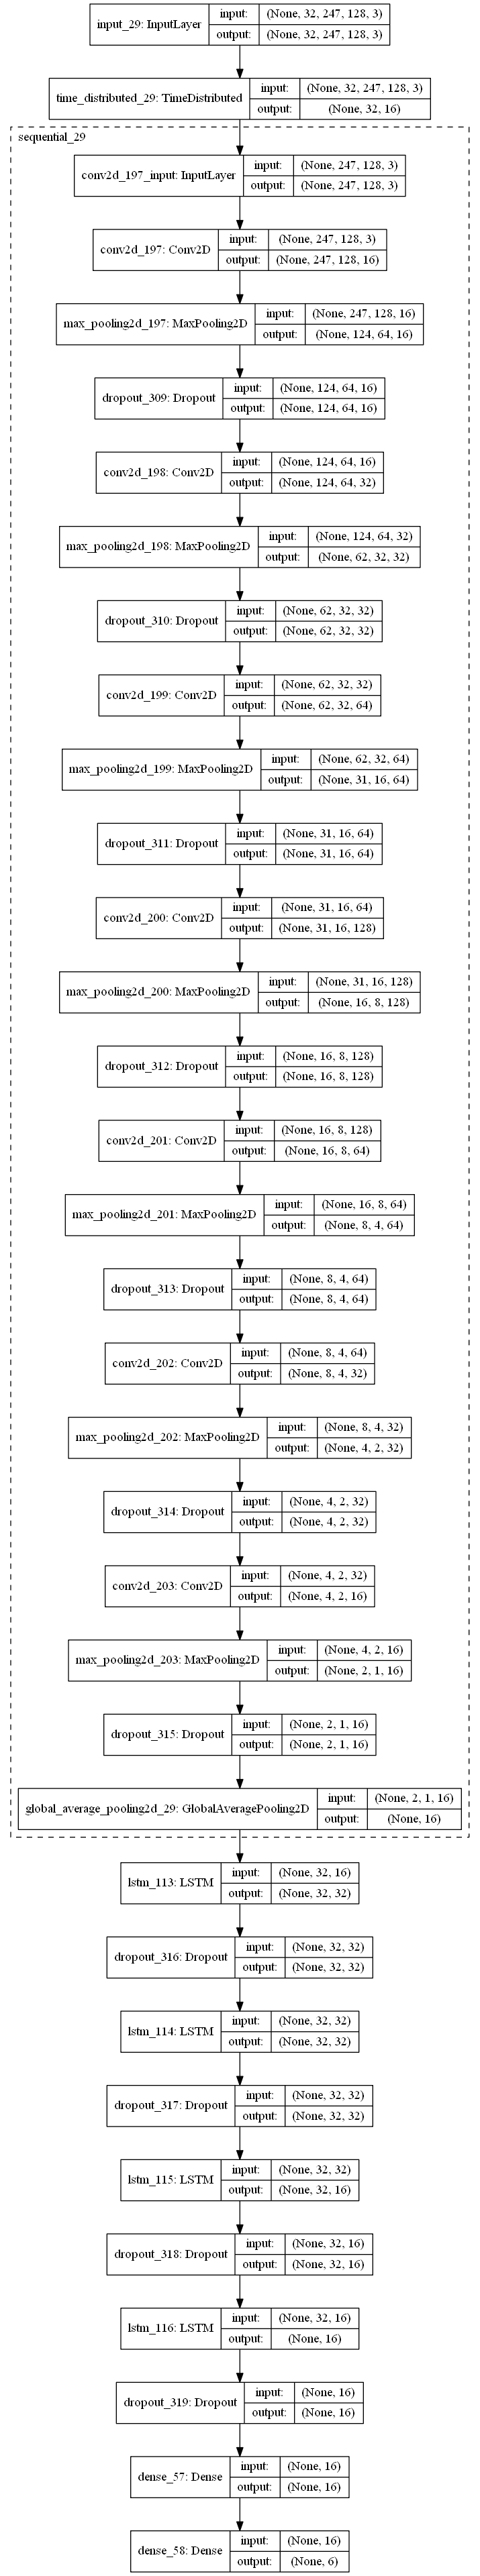 input_29: InputLayer input: (None, 32, 247, 128, 3)
output: (None, 32, 247, 128, 3)
time_distributed_29: TimeDistributed input: (None, 32, 247, 128, 3)
output: (None, 32, 16)
sequential_29
conv2d_197_input: InputLayer input: (None, 247, 128, 3)
output: (None, 247, 128, 3)
conv2d_197: Conv2D input: (None, 247, 128, 3)
output: (None, 247, 128, 16)
max_pooling2d_197: MaxPooling2D input: (None, 247, 128, 16)
output: (None, 124, 64, 16)
dropout_309: Dropout input: (None, 124, 64, 16)
output: (None, 124, 64, 16)
conv2d_198: Conv2D input: (None, 124, 64, 16)
output: (None, 124, 64, 32)
max_pooling2d_198: MaxPooling2D input: (None, 124, 64, 32)
output: (None, 62, 32, 32)
dropout_310: Dropout input: (None, 62, 32, 32)
output: (None, 62, 32, 32)
conv2d_199: Conv2D input: (None, 62, 32, 32)
output: (None, 62, 32, 64)
max_pooling2d_199: MaxPooling2D input: (None, 62, 32, 64)
output: (None, 31, 16, 64)
dropout_311: Dropout input: (None, 31, 16, 64)
output: (None, 31, 16, 64)
conv2d_200: Conv2D input: (None, 31, 16, 64)
output: (None, 31, 16, 128)
max_pooling2d_200: MaxPooling2D input: (None, 31, 16, 128)
output: (None, 16, 8, 128)
dropout_312: Dropout input: (None, 16, 8, 128)
output: (None, 16, 8, 128)
conv2d_201: Conv2D input: (None, 16, 8, 128)
output: (None, 16, 8, 64)
max_pooling2d_201: MaxPooling2D input: (None, 16, 8, 64)
output: (None, 8, 4, 64)
dropout_313: Dropout input: (None, 8, 4, 64)
output: (None, 8, 4, 64)
conv2d_202: Conv2D input: (None, 8, 4, 64)
output: (None, 8, 4, 32)
max_pooling2d_202: MaxPooling2D input: (None, 8, 4, 32)
output: (None, 4, 2, 32)
dropout_314: Dropout input: (None, 4, 2, 32)
output: (None, 4, 2, 32)
conv2d_203: Conv2D input: (None, 4, 2, 32)
output: (None, 4, 2, 16)
max_pooling2d_203: MaxPooling2D input: (None, 4, 2, 16)
output: (None, 2, 1, 16)
dropout_315: Dropout input: (None, 2, 1, 16)
output: (None, 2, 1, 16)
global_average_pooling2d_29: GlobalAveragePooling2D input: (None, 2, 1, 16)
output: (None, 16)
lstm_113: LSTM input: (None, 32, 16)
output: (None, 32, 32)
dropout_316: Dropout input: (None, 32, 32)
output: (None, 32, 32)
lstm_114: LSTM input: (None, 32, 32)
output: (None, 32, 32)
dropout_317: Dropout input: (None, 32, 32)
output: (None, 32, 32)
lstm_115: LSTM input: (None, 32, 32)
output: (None, 32, 16)
dropout_318: Dropout input: (None, 32, 16)
output: (None, 32, 16)
lstm_116: LSTM input: (None, 32, 16)
output: (None, 16)
dropout_319: Dropout input: (None, 16)
output: (None, 16)
dense_57: Dense input: (None, 16)
output: (None, 16)
dense_58: Dense input: (None, 16)
output: (None, 6)